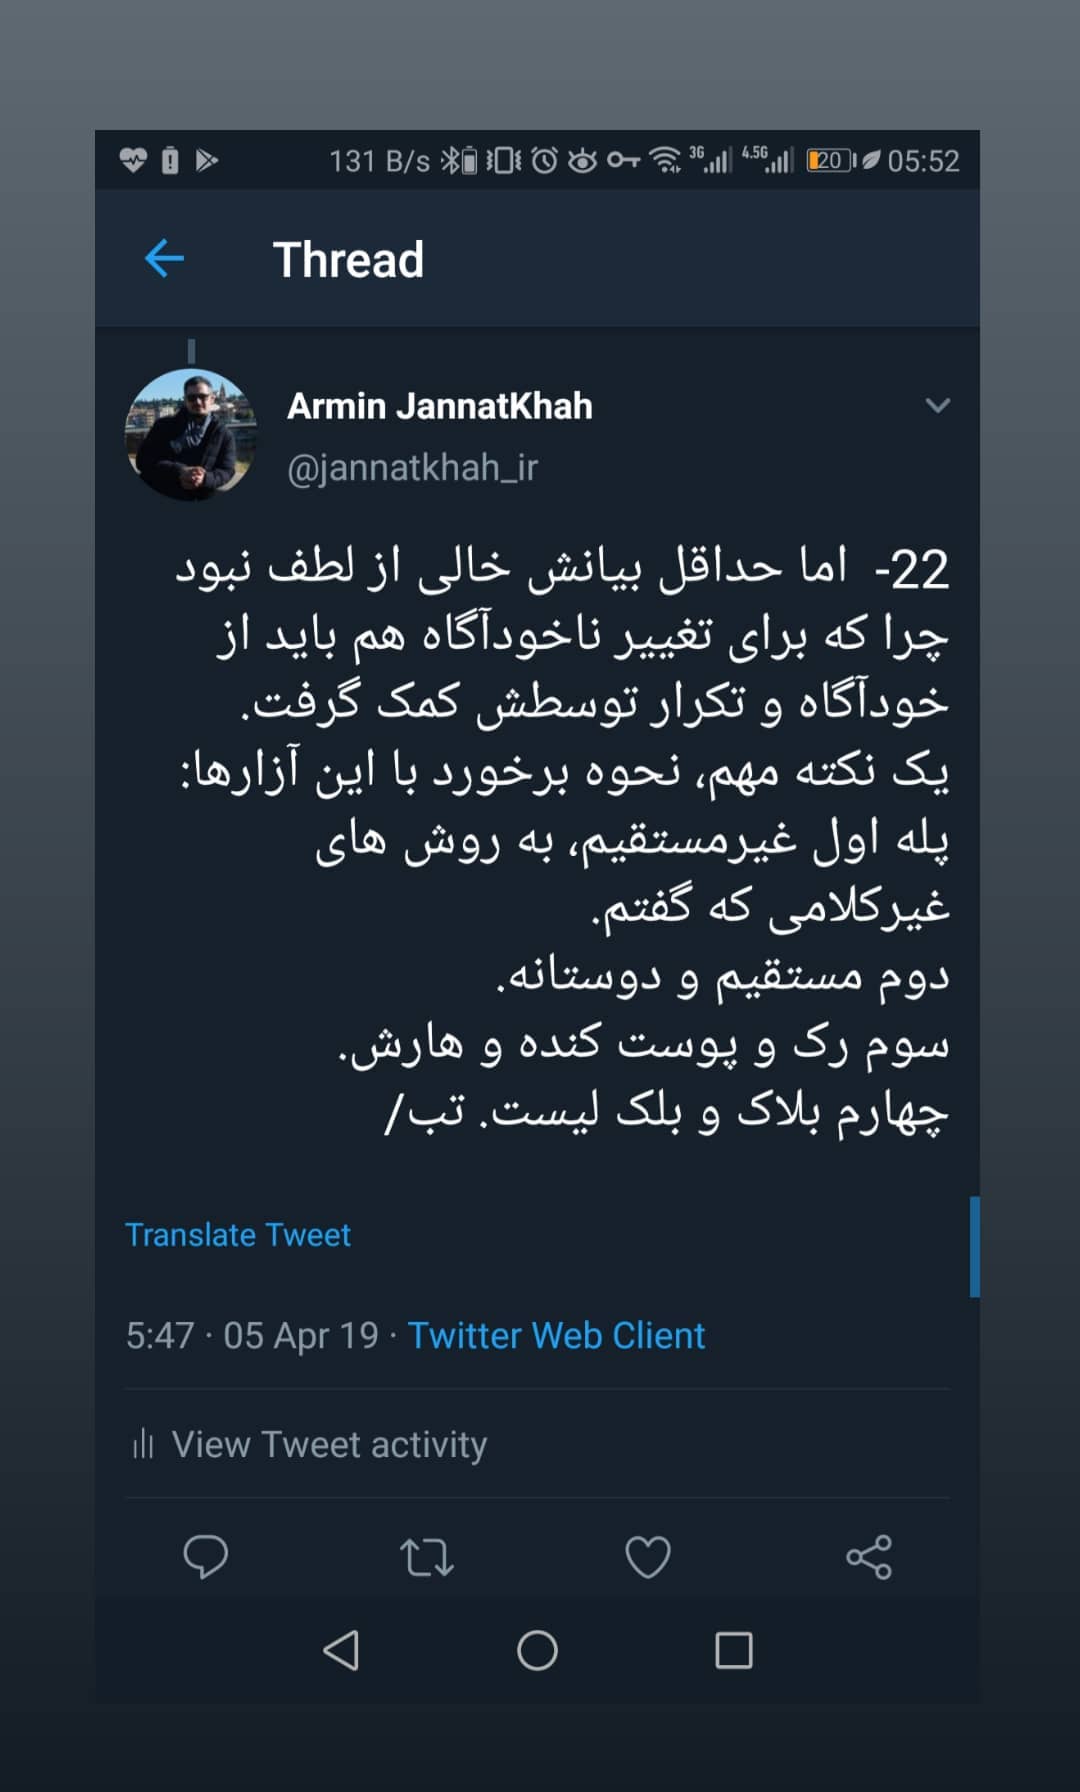 131 B/s 3G 4.5G 20 05:52
Thread
Armin JannatKhah
@jannatkhah_ir
22- اما حداقل بیانش خالی از لطف نبود
چرا که برای تغییر ناخودآگاه هم باید از
خودآگاه و تکرار توسطش کمک گرفت.
یک نکته مهم، نحوه برخورد با این آزارها:
پله اول غیرمستقیم، به روش های
غیرکلامی که گفتم.
دوم مستقیم و دوستانه.
سوم رک و پوست کنده و هارش.
چهارم بلاک و بلک لیست. تب/
Translate Tweet
5:47 · 05 Apr 19 · Twitter Web Client
View Tweet activity